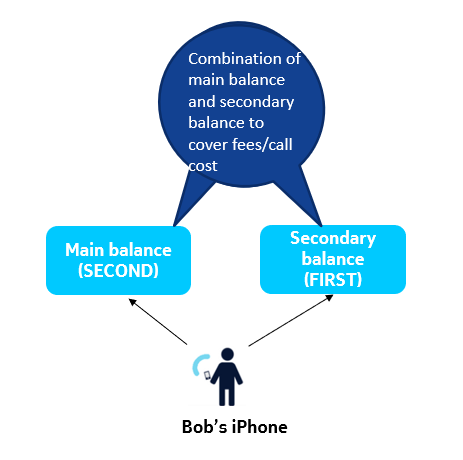 Combination of
main balance
and secondary
balance to
cover fees/call
cost
Main balance
(SECOND)
Secondary
balance
(FIRST)
Bob's iPhone